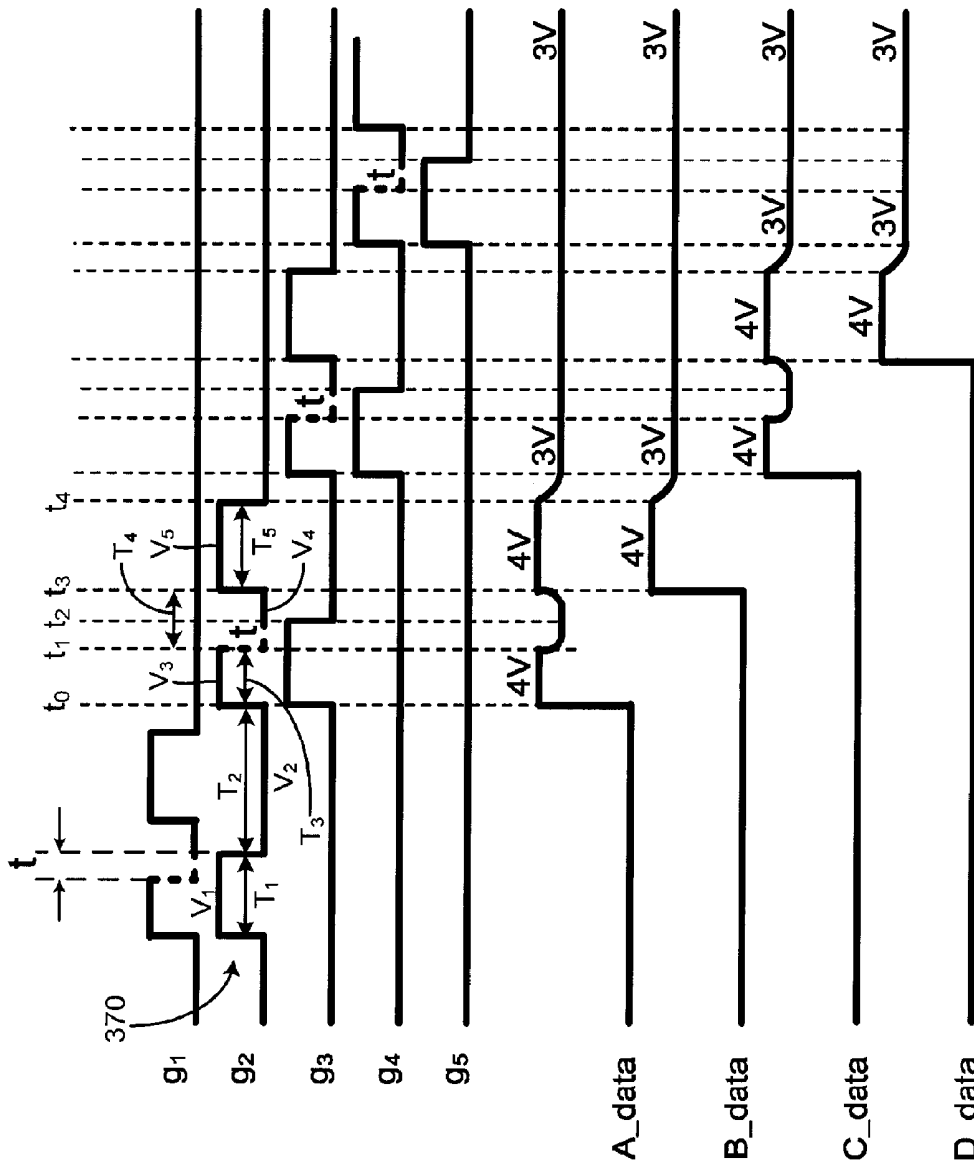 t
t₀ t₁ t₂ t₃ t₄
T₄
370
V₁ V₃ V₅
T₁ T₂ T₅
V₂ T₃ V₄
t
t
t
g₁
g₂
g₃
g₄
g₅
A_data 4V 4V 3V 3V
B_data 4V 3V 3V
C_data 4V 4V 3V 3V
D_data 4V 3V 3V